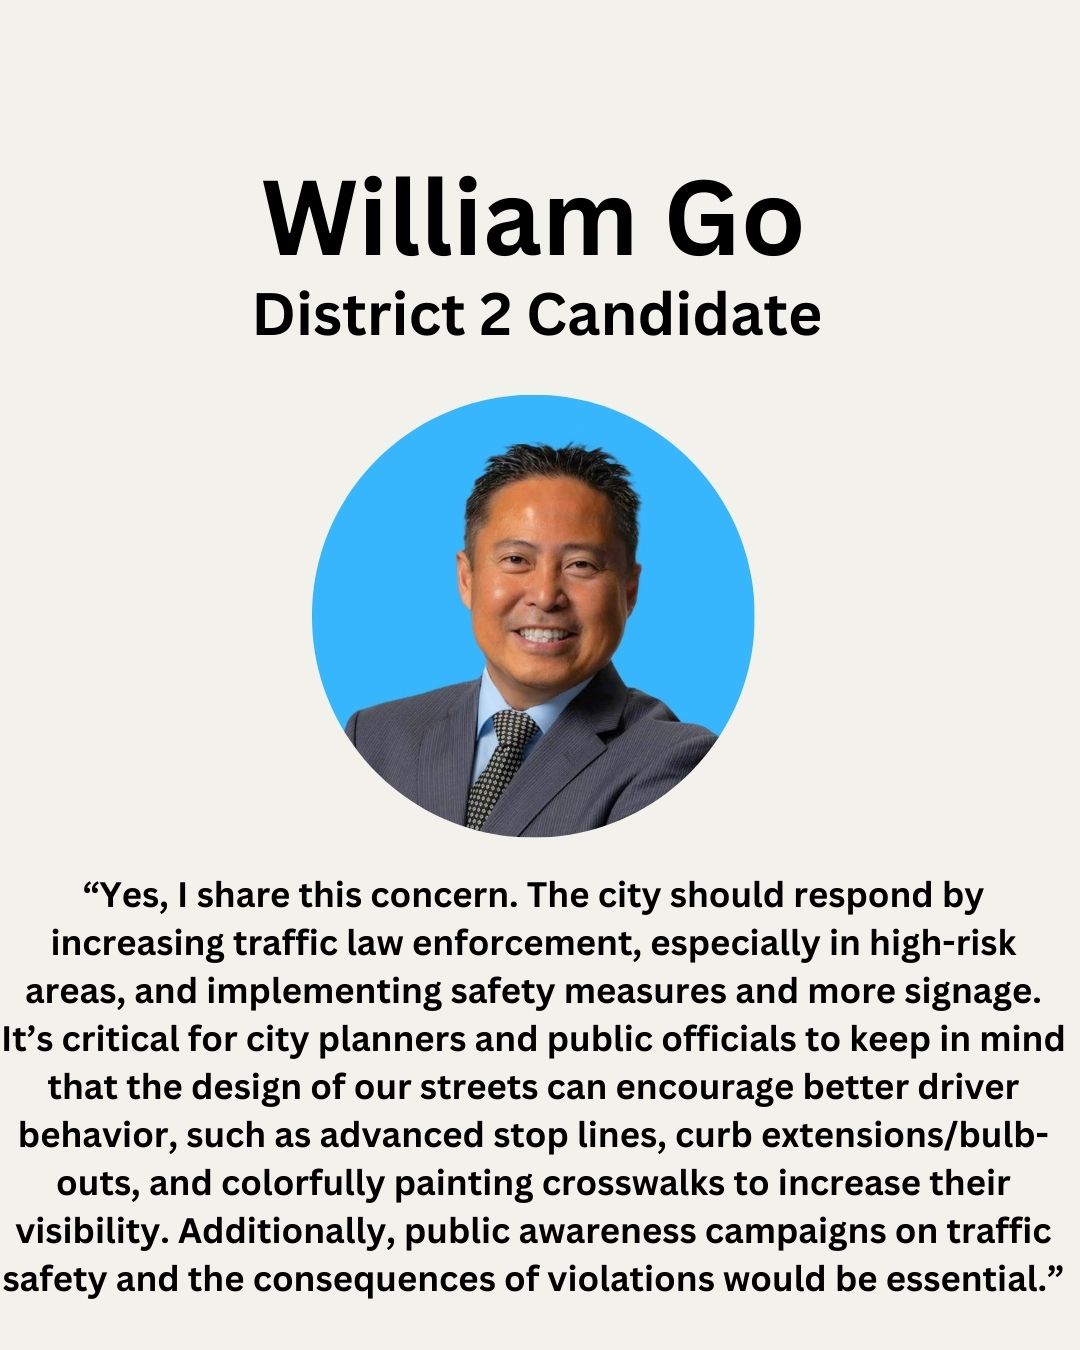 William Go
District 2 Candidate
“Yes, I share this concern. The city should respond by
increasing traffic law enforcement, especially in high-risk
areas, and implementing safety measures and more signage.
It’s critical for city planners and public officials to keep in mind
that the design of our streets can encourage better driver
behavior, such as advanced stop lines, curb extensions/bulb-
outs, and colorfully painting crosswalks to increase their
visibility. Additionally, public awareness campaigns on traffic
safety and the consequences of violations would be essential.”